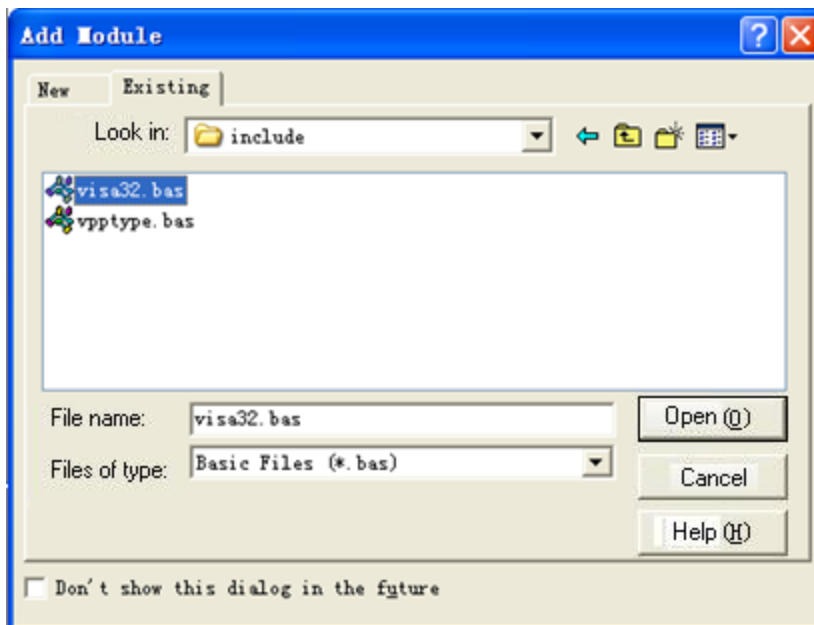 Add Module
?
New
Existing
Look in:
include
visa32.bas
vpptype.bas
File name:
visa32.bas
Open (O)
Files of type:
Basic Files (*.bas)
Cancel
Help (H)
Don't show this dialog in the future